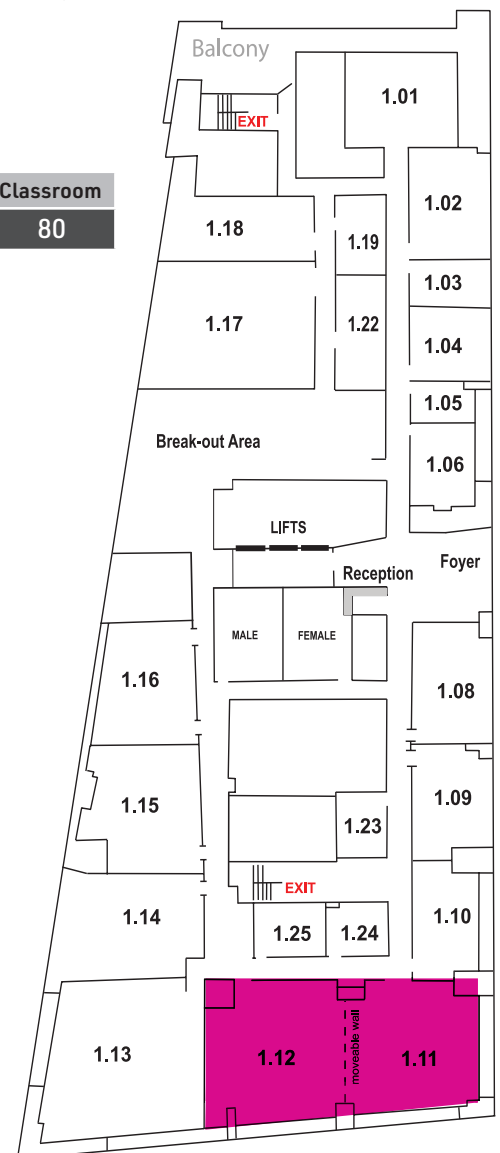 Balcony
1.01
EXIT
Classroom
80
1.02
1.18
1.19
1.03
1.17
1.22
1.04
1.05
Break-out Area
1.06
LIFTS
Foyer
Reception
MALE
FEMALE
1.16
1.08
1.15
1.09
1.23
EXIT
1.14
1.10
1.25
1.24
moveable wall
1.13
1.12
1.11